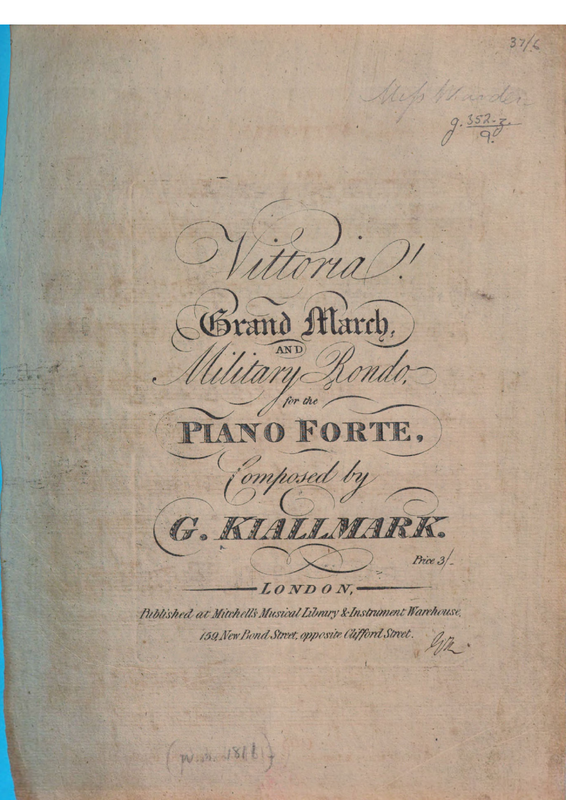 37/6
Miss
g. 352.z.
9.
Vittoria!
Grand March,
AND
Military Rondo,
for the
PIANO FORTE,
Composed by
G. KIALLMARK.
Price 3/-
LONDON,
Published at Mitchell's Musical Library & Instrument Warehouse,
159, New Bond Street, opposite Clifford Street.